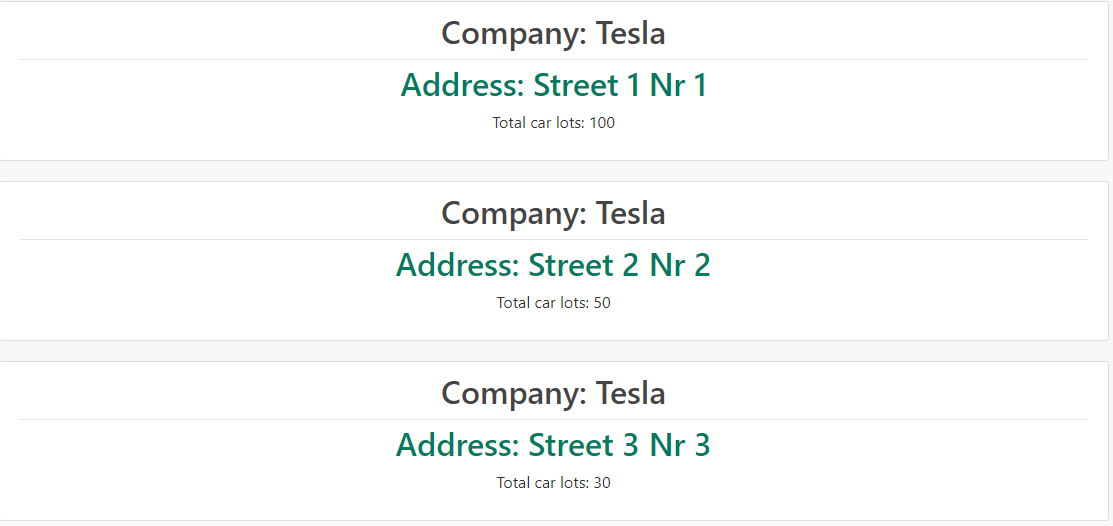 Company: Tesla
Address: Street 1 Nr 1
Total car lots: 100
Company: Tesla
Address: Street 2 Nr 2
Total car lots: 50
Company: Tesla
Address: Street 3 Nr 3
Total car lots: 30